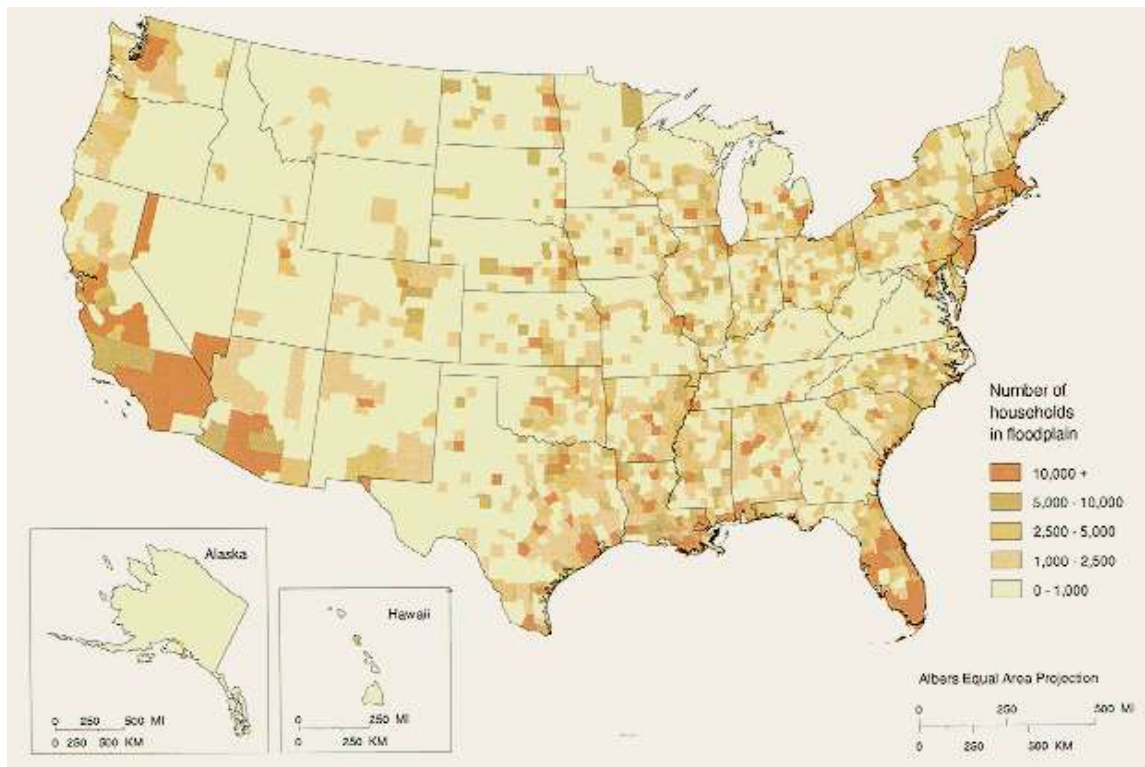 Number of
households
in floodplain
10,000 +
5,000 - 10,000
2,500 - 5,000
1,000 - 2,500
0 - 1,000
Alaska
0 250 500 MI
0 250 500 KM
Hawaii
0 250 MI
0 250 KM
Albers Equal Area Projection
0 250 500 MI
0 250 500 KM